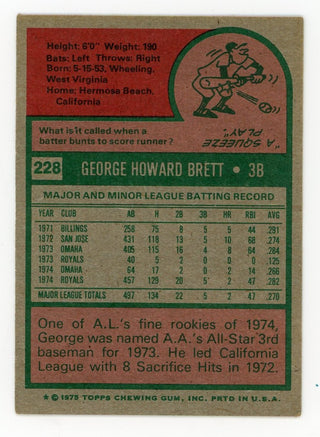 Height: 6'0" Weight: 190
Bats: Left Throws: Right
Born: 5-15-53, Wheeling,
West Virginia
Home: Hermosa Beach,
California
What is it called when a
batter bunts to score runner?
"A SQUEEZE
PLAY".
228 GEORGE HOWARD BRETT • 3B
MAJOR AND MINOR LEAGUE BATTING RECORD
YEAR CLUB AB H 2B 3B HR RBI AVG.
1971 BILLINGS 258 75 8 5 5 44 .291
1972 SAN JOSE 431 118 13 5 10 68 .274
1973 OMAHA 405 115 16 4 8 64 .284
1973 ROYALS 40 5 2 0 0 0 .125
1974 OMAHA 64 17 2 0 2 14 .266
1974 ROYALS 457 129 20 5 2 47 .282
MAJOR LEAGUE TOTALS 497 134 22 5 2 47 .270
One of A.L.'s fine rookies of 1974,
George was named A.A.'s All-Star 3rd
baseman for 1973. He led California
League with 8 Sacrifice Hits in 1972.
★ © 1975 TOPPS CHEWING GUM, INC. PRTD IN U.S.A.